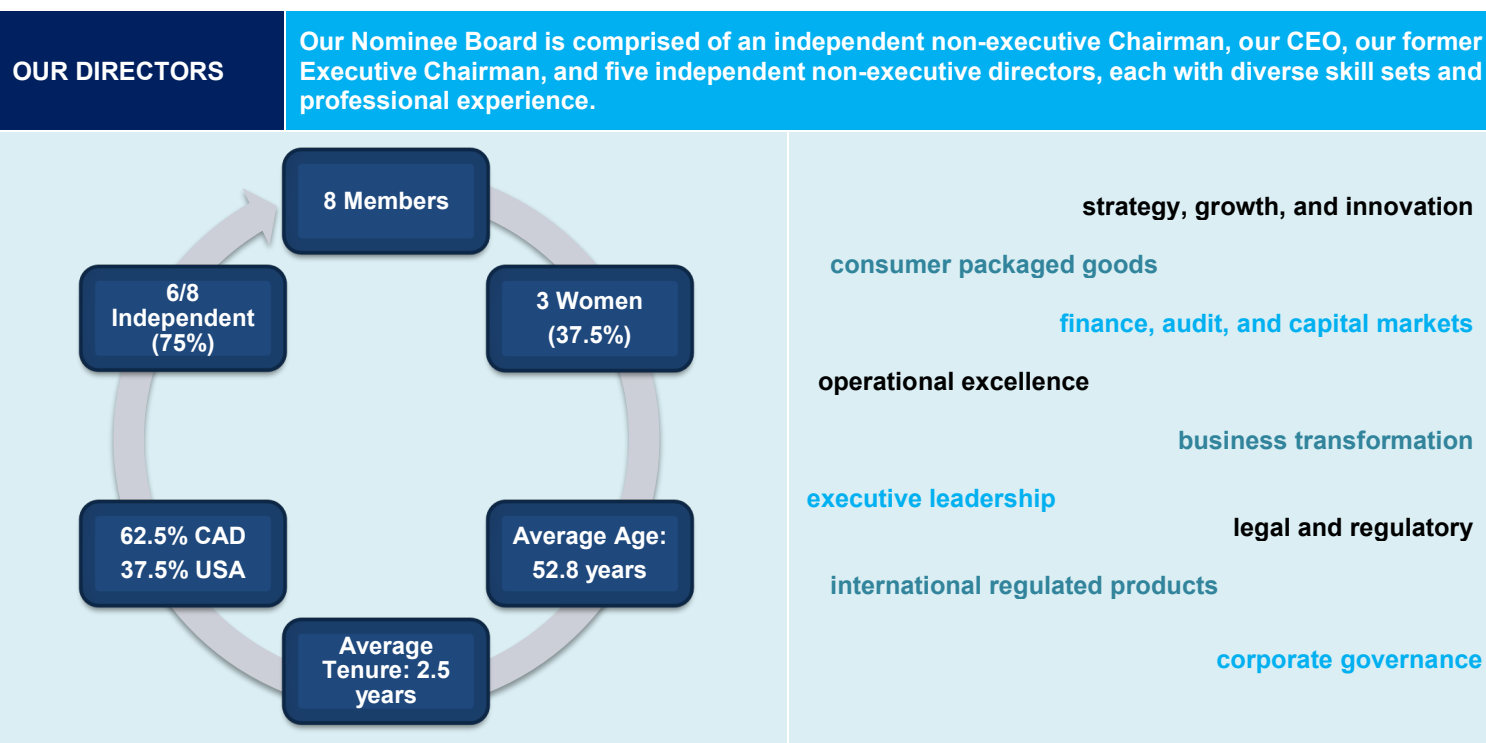 OUR DIRECTORS
Our Nominee Board is comprised of an independent non-executive Chairman, our CEO, our former
Executive Chairman, and five independent non-executive directors, each with diverse skill sets and
professional experience.
8 Members
3 Women
(37.5%)
Average Age:
52.8 years
Average
Tenure: 2.5
years
62.5% CAD
37.5% USA
6/8
Independent
(75%)
strategy, growth, and innovation
consumer packaged goods
finance, audit, and capital markets
operational excellence
business transformation
executive leadership
legal and regulatory
international regulated products
corporate governance